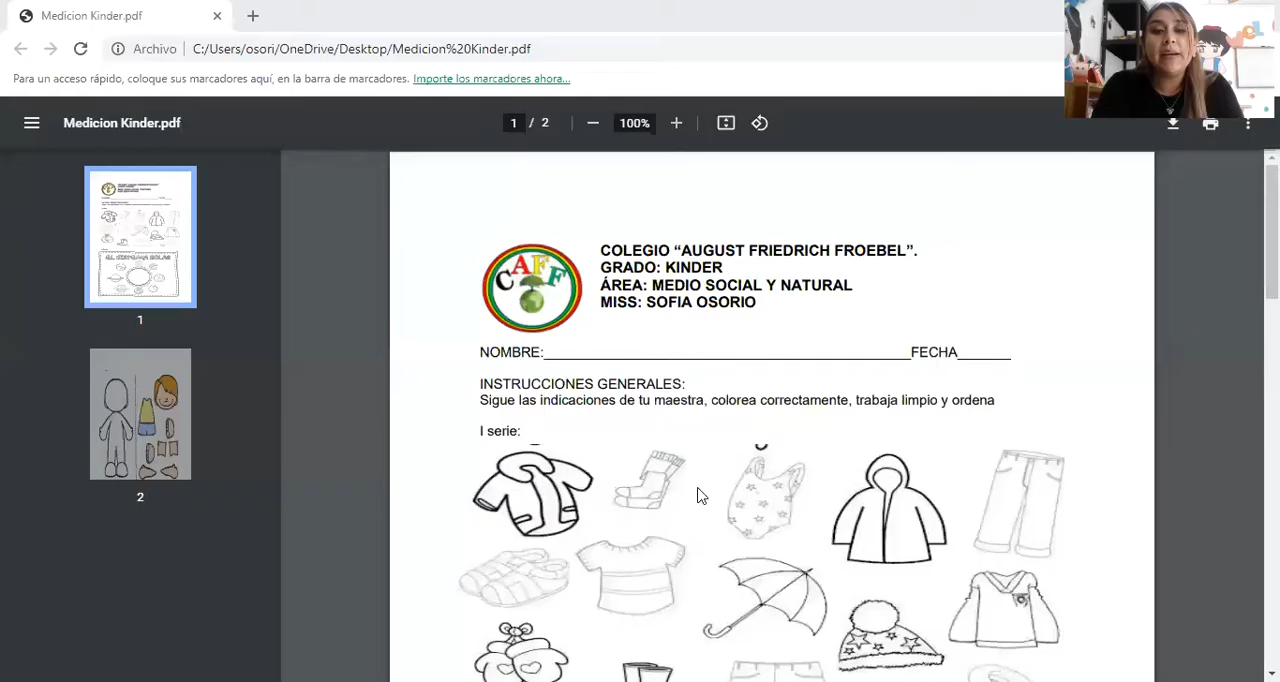 Medicion Kinder.pdf
Archivo C:/Users/osori/OneDrive/Desktop/Medicion%20Kinder.pdf
Para un acceso rápido, coloque sus marcadores aquí, en la barra de marcadores. Importe los marcadores ahora...
Medicion Kinder.pdf 1 / 2 100%
1
2
CAFF
COLEGIO “AUGUST FRIEDRICH FROEBEL”.
GRADO: KINDER
ÁREA: MEDIO SOCIAL Y NATURAL
MISS: SOFIA OSORIO
NOMBRE:_______________________________________________FECHA_______
INSTRUCCIONES GENERALES:
Sigue las indicaciones de tu maestra, colorea correctamente, trabaja limpio y ordena
I serie: